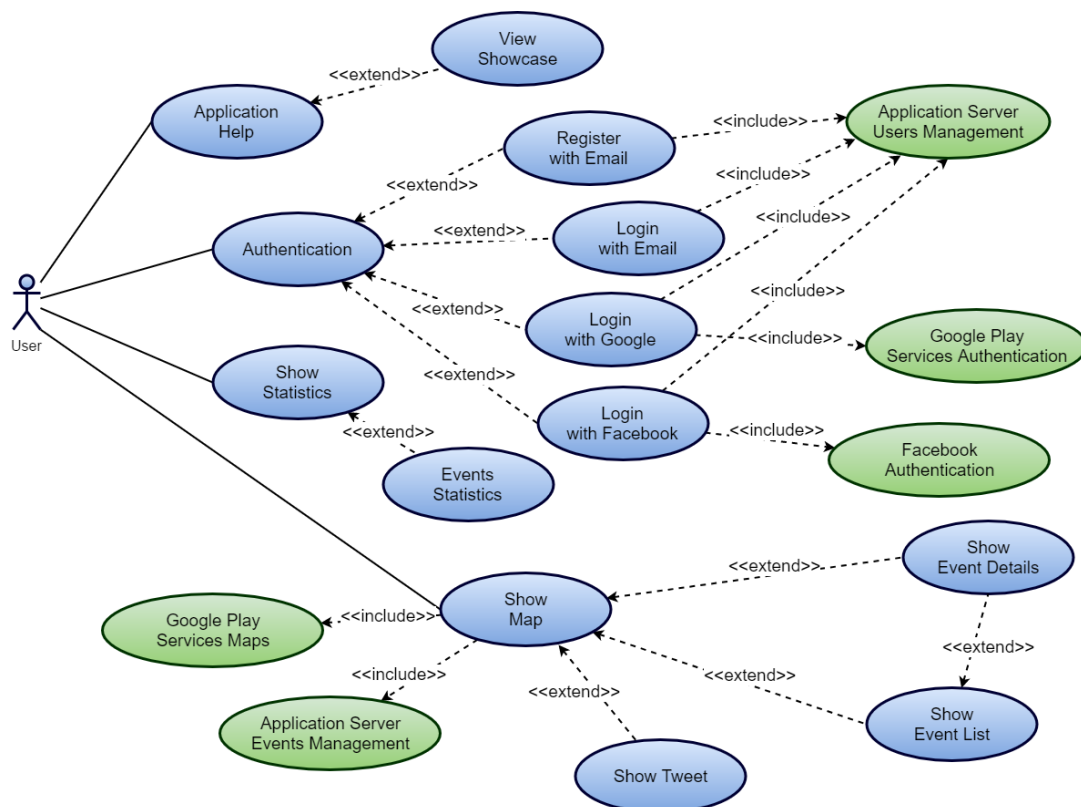 View
Showcase
<<extend>>
Application
Help
Register
with Email
<<include>>
Application Server
Users Management
<<extend>>
<<include>>
Authentication
<<extend>>
Login
with Email
<<include>>
<<extend>>
Login
with Google
<<include>>
<<include>>
Google Play
Services Authentication
User
Show
Statistics
<<extend>>
Login
with Facebook
<<include>>
<<extend>>
Facebook
Authentication
Events
Statistics
Show
Event Details
<<extend>>
Show
Map
<<include>>
Google Play
Services Maps
<<extend>>
<<include>>
<<extend>>
<<extend>>
Application Server
Events Management
Show
Event List
Show Tweet